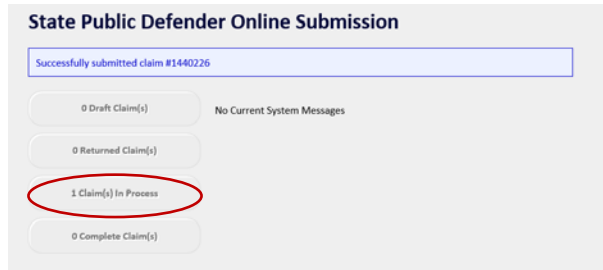 State Public Defender Online Submission
Successfully submitted claim #1440226
0 Draft Claim(s)
No Current System Messages
0 Returned Claim(s)
1 Claim(s) In Process
0 Complete Claim(s)